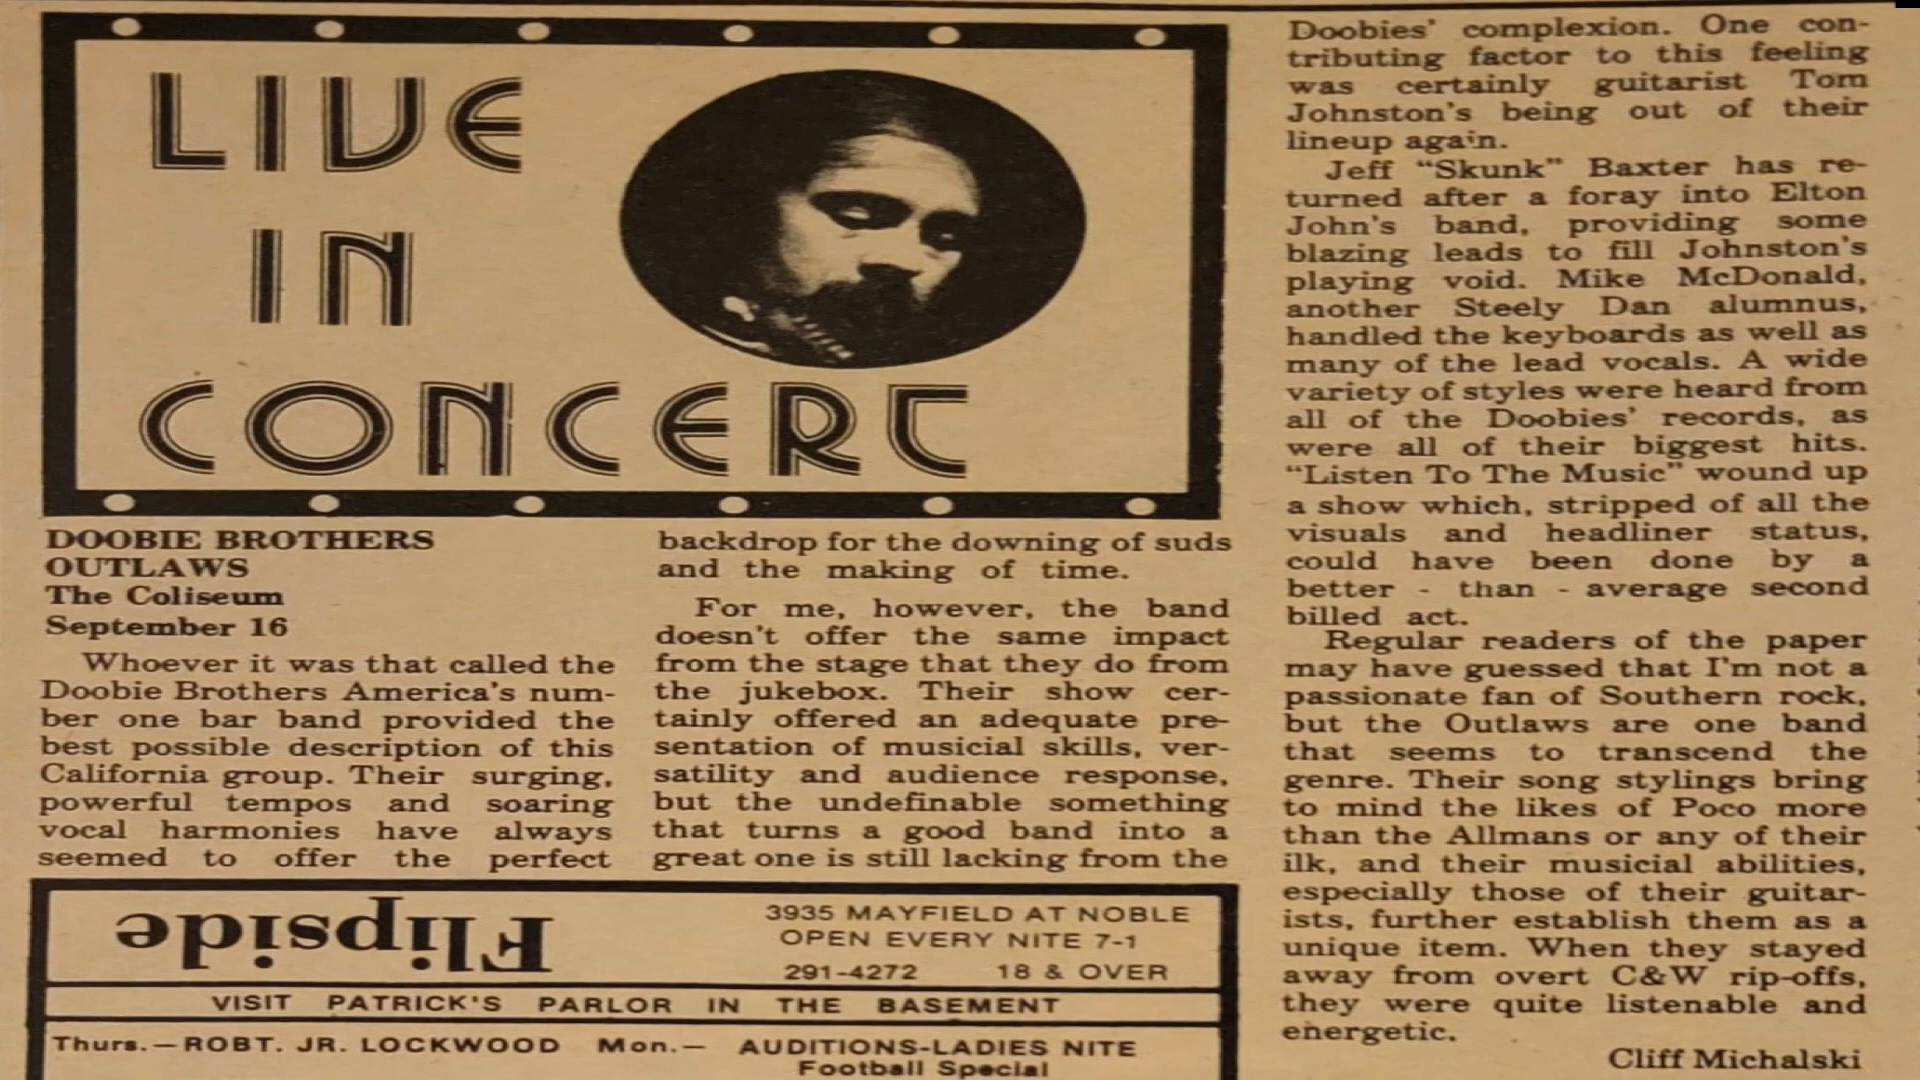 LIVE
IN
CONCERT
DOOBIE BROTHERS
OUTLAWS
The Coliseum
September 16
Whoever it was that called the
Doobie Brothers America's num-
ber one bar band provided the
best possible description of this
California group. Their surging,
powerful tempos and soaring
vocal harmonies have always
seemed to offer the perfect
backdrop for the downing of suds
and the making of time.
For me, however, the band
doesn't offer the same impact
from the stage that they do from
the jukebox. Their show cer-
tainly offered an adequate pre-
sentation of musicial skills, ver-
satility and audience response,
but the undefinable something
that turns a good band into a
great one is still lacking from the
Doobies' complexion. One con-
tributing factor to this feeling
was certainly guitarist Tom
Johnston's being out of their
lineup again.
Jeff "Skunk" Baxter has re-
turned after a foray into Elton
John's band, providing some
blazing leads to fill Johnston's
playing void. Mike McDonald,
another Steely Dan alumnus,
handled the keyboards as well as
many of the lead vocals. A wide
variety of styles were heard from
all of the Doobies' records, as
were all of their biggest hits.
"Listen To The Music" wound up
a show which, stripped of all the
visuals and headliner status,
could have been done by a
better - than - average second
billed act.
Regular readers of the paper
may have guessed that I'm not a
passionate fan of Southern rock,
but the Outlaws are one band
that seems to transcend the
genre. Their song stylings bring
to mind the likes of Poco more
than the Allmans or any of their
ilk, and their musicial abilities,
especially those of their guitar-
ists, further establish them as a
unique item. When they stayed
away from overt C&W rip-offs,
they were quite listenable and
energetic.
Cliff Michalski
Flipside
3935 MAYFIELD AT NOBLE
OPEN EVERY NITE 7-1
291-4272 18 & OVER
VISIT PATRICK'S PARLOR IN THE BASEMENT
Thurs.—ROBT. JR. LOCKWOOD Mon.— AUDITIONS-LADIES NITE
Football Special